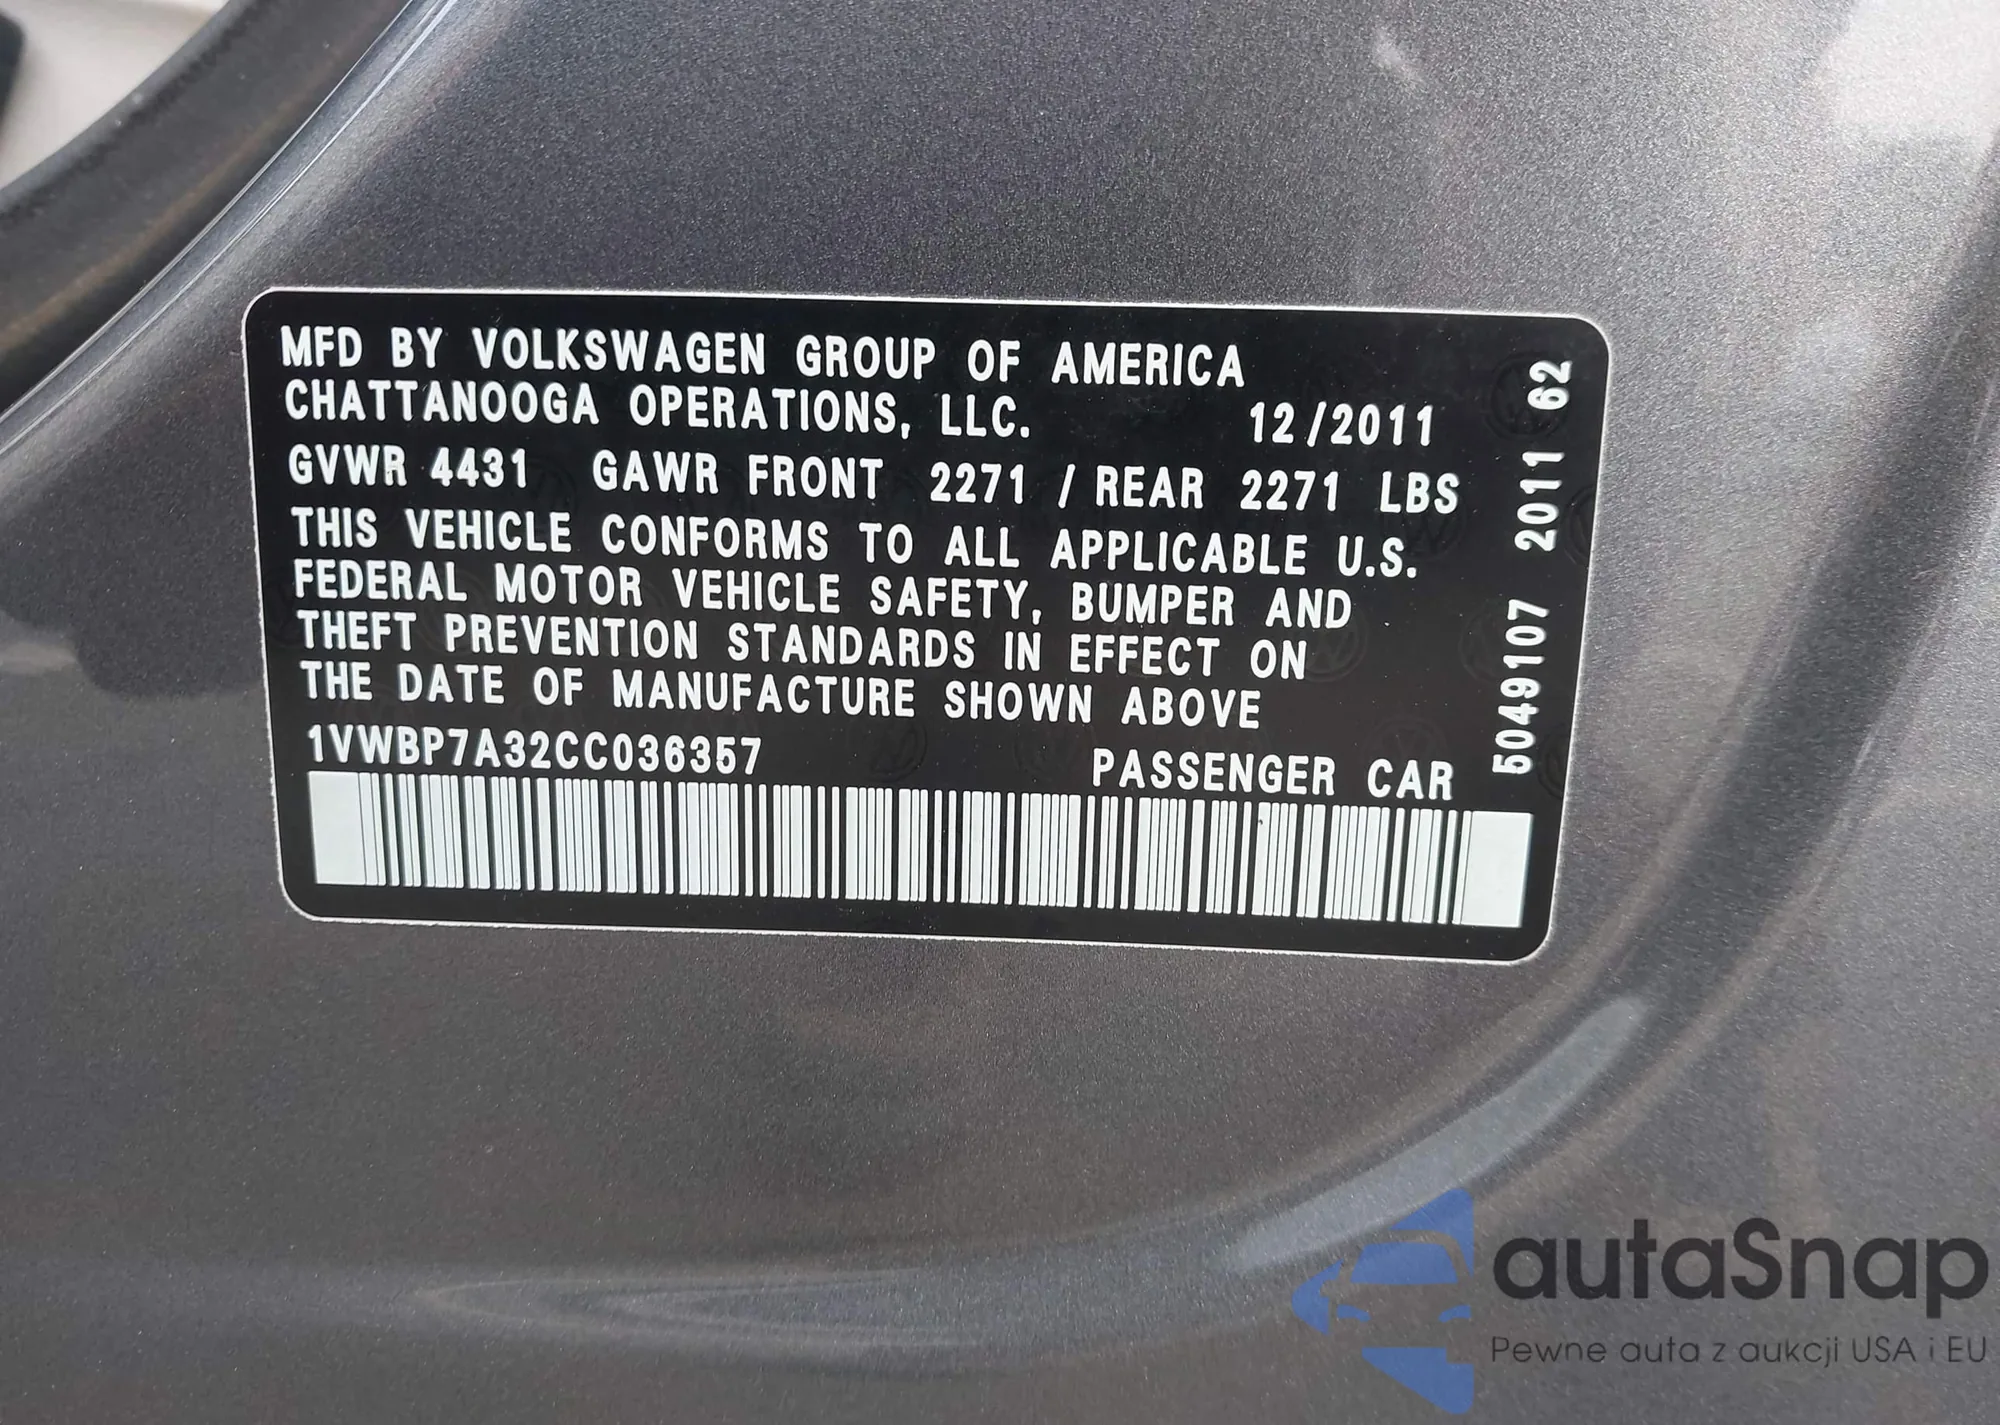 MFD BY VOLKSWAGEN GROUP OF AMERICA
CHATTANOOGA OPERATIONS, LLC. 12/2011
GVWR 4431 GAWR FRONT 2271 / REAR 2271 LBS
THIS VEHICLE CONFORMS TO ALL APPLICABLE U.S.
FEDERAL MOTOR VEHICLE SAFETY, BUMPER AND
THEFT PREVENTION STANDARDS IN EFFECT ON
THE DATE OF MANUFACTURE SHOWN ABOVE
1VWBP7A32CC036357 PASSENGER CAR
5049107 2011 62
autaSnap
Pewne auta z aukcji USA i EU